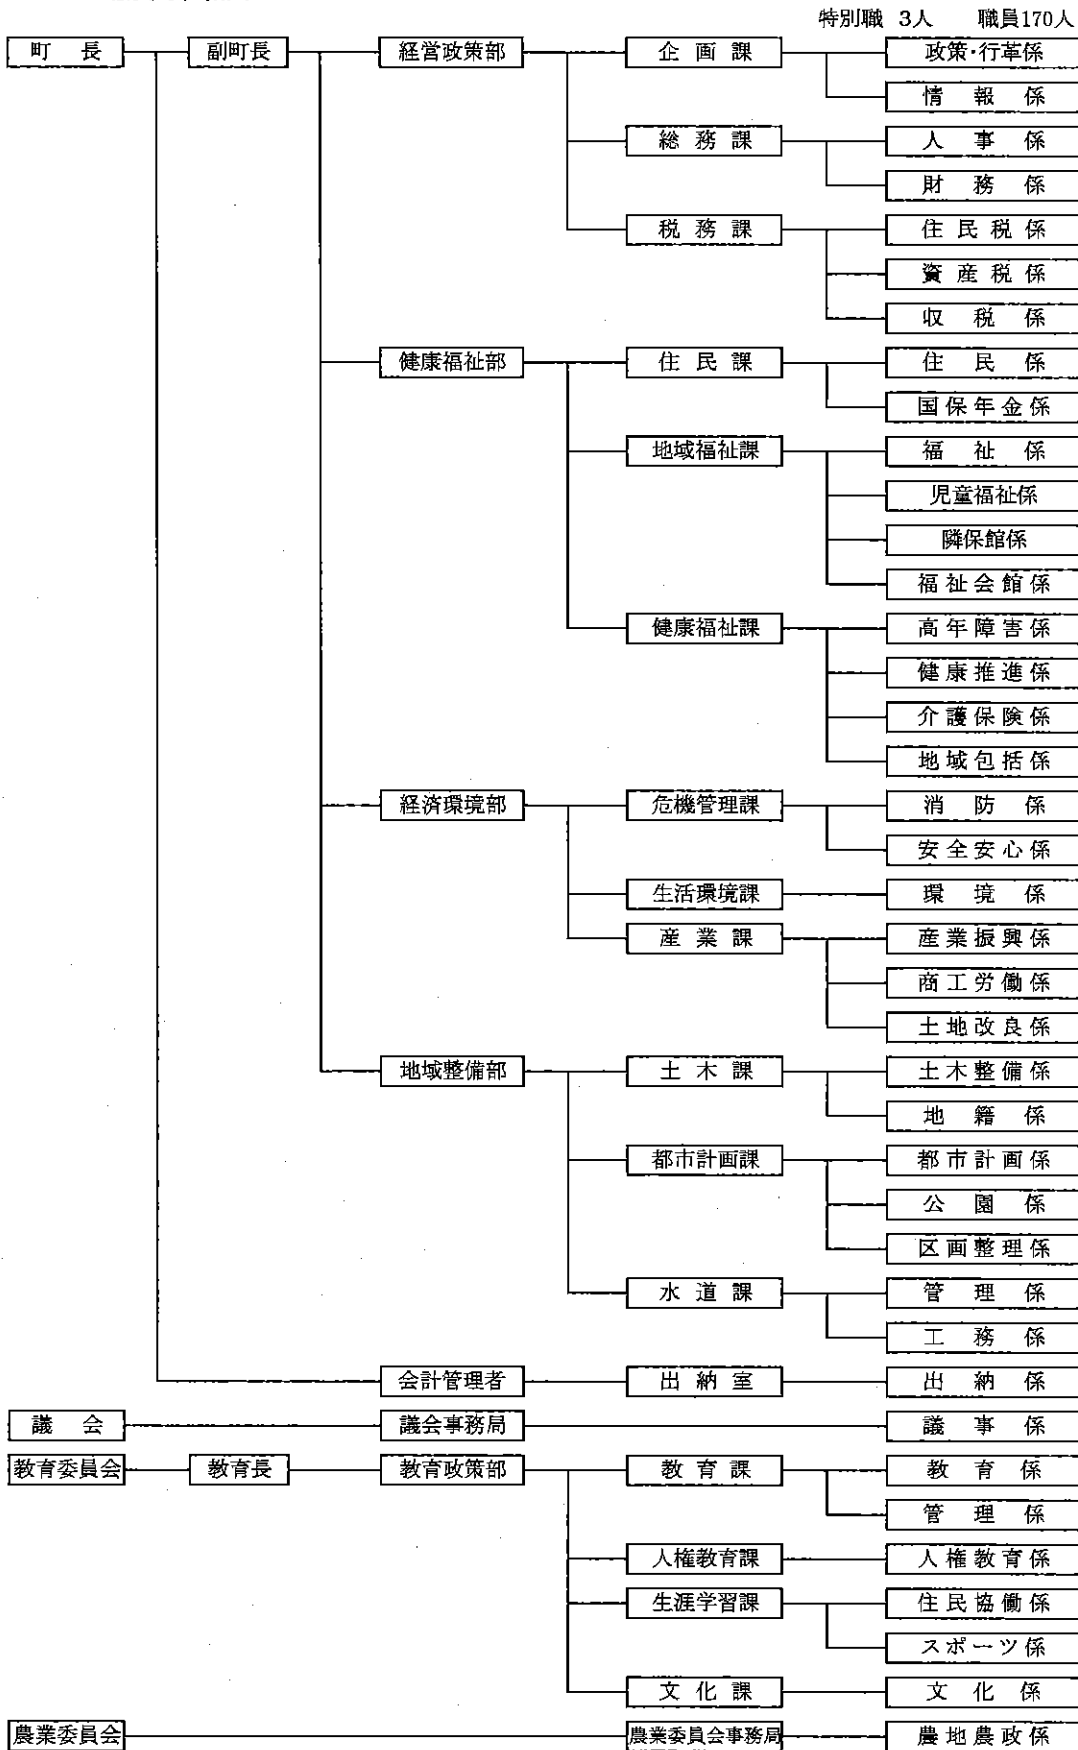 特別職 3人 職員170人
町長 副町長 経営政策部 企画課 政策・行革係
情報係
総務課 人事係
財務係
税務課 住民税係
資産税係
収税係
健康福祉部 住民課 住民係
国保年金係
地域福祉課 福祉係
児童福祉係
隣保館係
福祉会館係
健康福祉課 高年障害係
健康推進係
介護保険係
地域包括係
経済環境部 危機管理課 消防係
安全安心係
生活環境課 環境係
産業課 産業振興係
商工労働係
土地改良係
地域整備部 土木課 土木整備係
地籍係
都市計画課 都市計画係
公園係
区画整理係
水道課 管理係
工務係
会計管理者 出納室 出納係
議会 議会事務局 議事係
教育委員会 教育長 教育政策部 教育課 教育係
管理係
人権教育課 人権教育係
生涯学習課 住民協働係
スポーツ係
文化課 文化係
農業委員会 農業委員会事務局 農地農政係